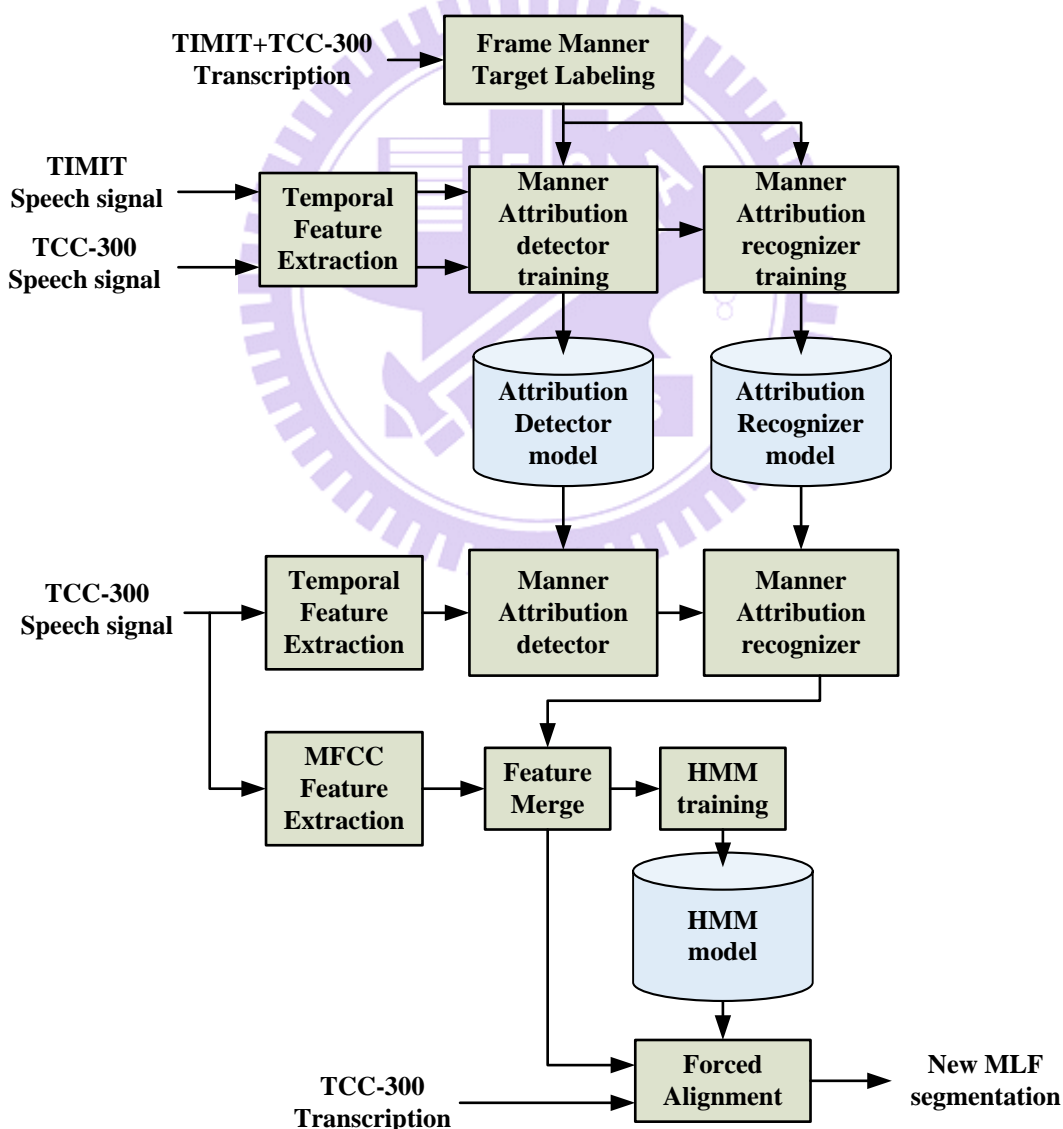 TIMIT+TCC-300
Transcription
Frame Manner
Target Labeling
TIMIT
Speech signal
TCC-300
Speech signal
Temporal
Feature
Extraction
Manner
Attribution
detector
training
Manner
Attribution
recognizer
training
Attribution
Detector
model
Attribution
Recognizer
model
TCC-300
Speech signal
Temporal
Feature
Extraction
Manner
Attribution
detector
Manner
Attribution
recognizer
MFCC
Feature
Extraction
Feature
Merge
HMM
training
HMM
model
TCC-300
Transcription
Forced
Alignment
New MLF
segmentation